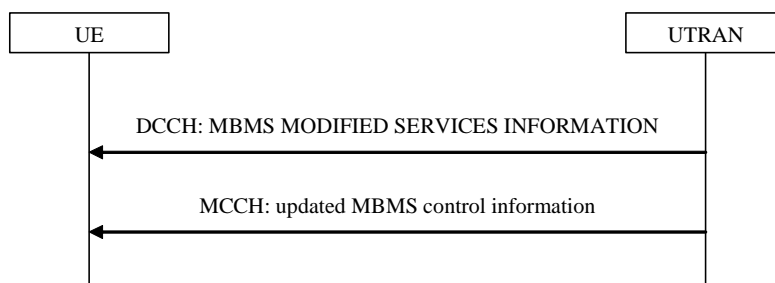 UE
UTRAN
DCCH: MBMS MODIFIED SERVICES INFORMATION
MCCH: updated MBMS control information